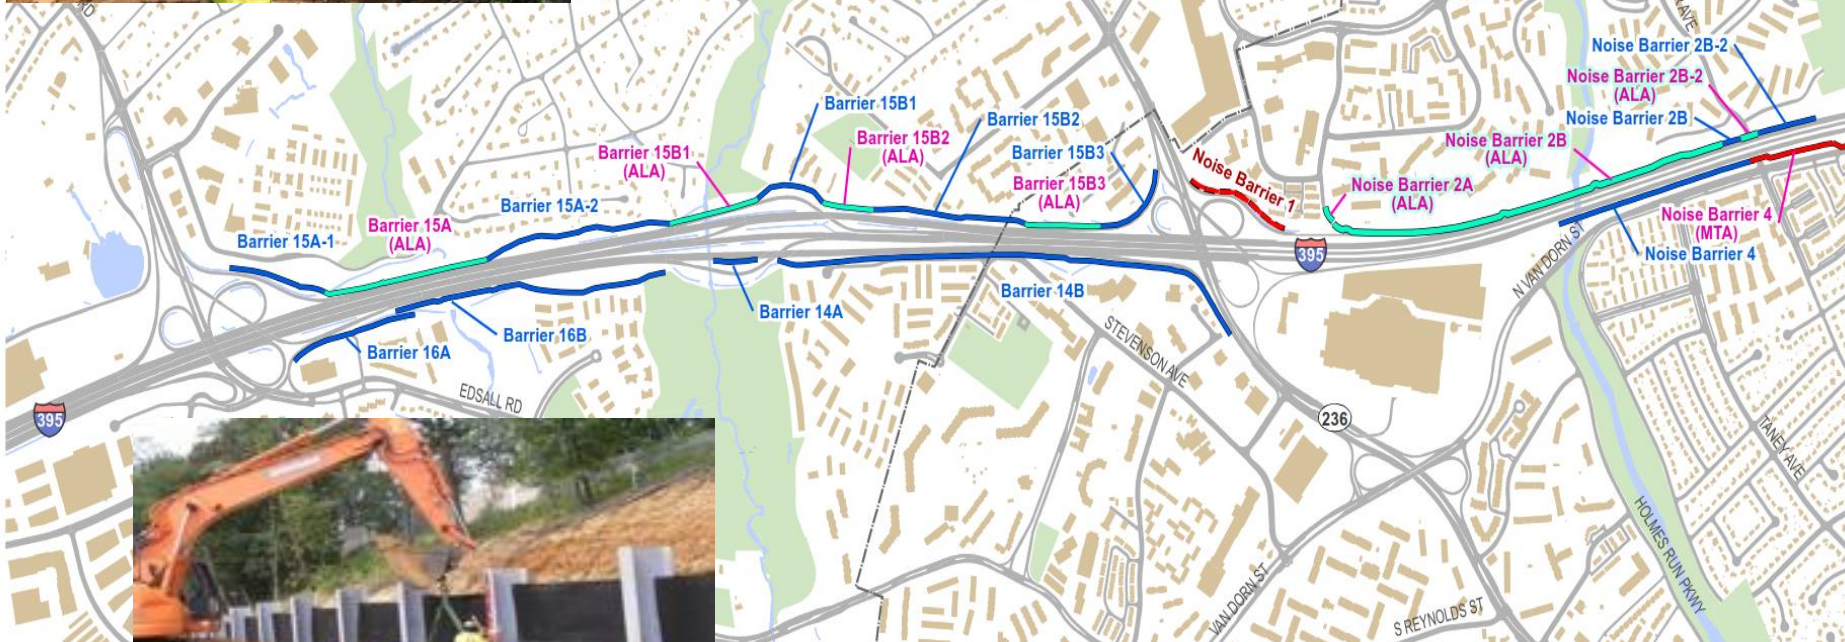 RD
AVE
Noise Barrier 2B-2
Noise Barrier 2B-2
(ALA)
Noise Barrier 2B
Noise Barrier 2B
(ALA)
Barrier 15B1
Barrier 15B2
(ALA)
Barrier 15B2
Barrier 15B1
(ALA)
Barrier 15B3
Barrier 15B3
(ALA)
Noise Barrier 1
Noise Barrier 2A
(ALA)
Barrier 15A-2
Barrier 15A
(ALA)
Barrier 15A-1
Noise Barrier 4
(MTA)
Noise Barrier 4
395
N VAN DORN ST
Barrier 14B
Barrier 14A
Barrier 16B
Barrier 16A
STEVENSON AVE
EDSALL RD
395
236
TANEY AVE
HOLMES RUN PKWY
VAN DORN ST
S REYNOLDS ST